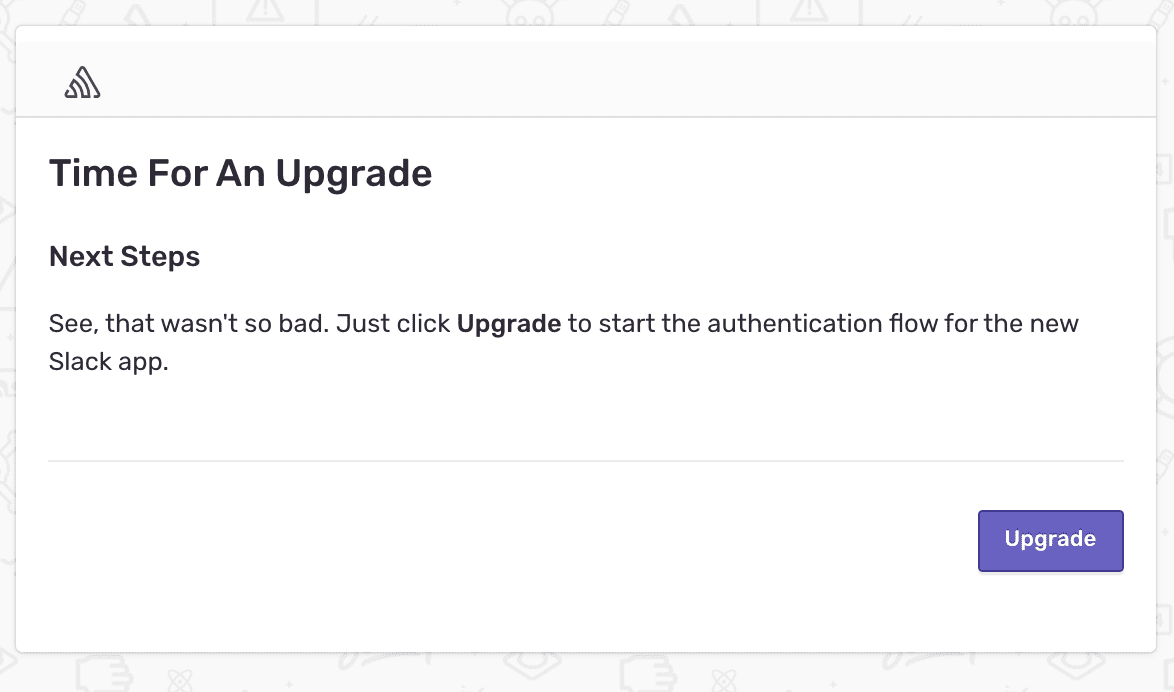 Time For An Upgrade
Next Steps
See, that wasn't so bad. Just click Upgrade to start the authentication flow for the new
Slack app.
Upgrade